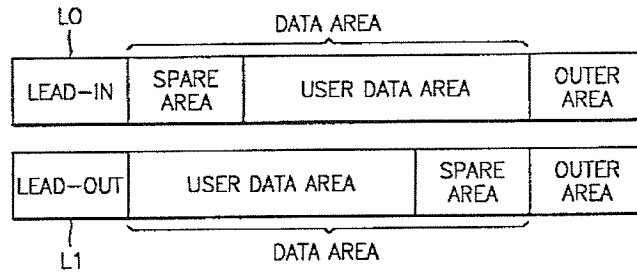 L0
DATA AREA
LEAD-IN
SPARE AREA
USER DATA AREA
OUTER AREA
LEAD-OUT
USER DATA AREA
SPARE AREA
OUTER AREA
L1
DATA AREA